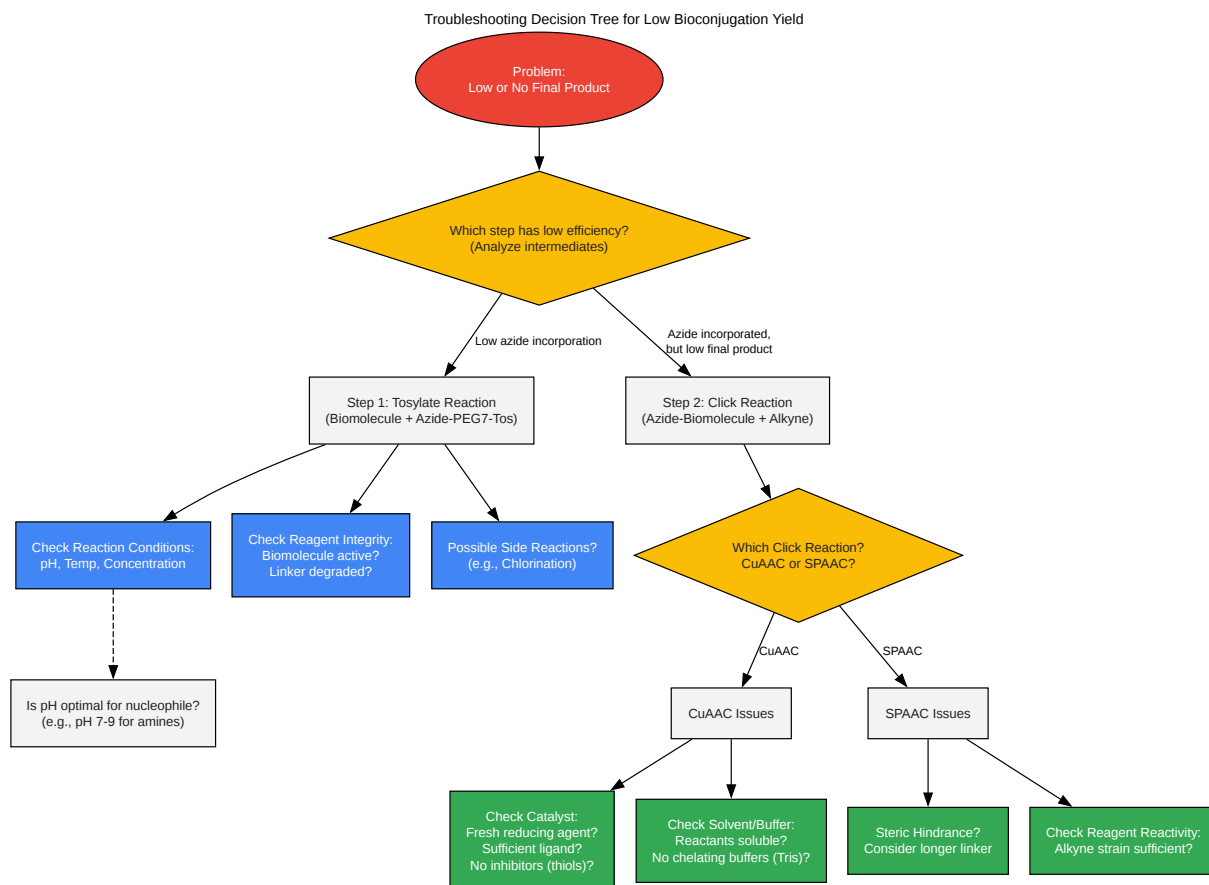 Troubleshooting Decision Tree for Low Bioconjugation Yield
Problem:
Low or No Final Product
Which step has low efficiency?
(Analyze intermediates)
Low azide incorporation
Azide incorporated,
but low final product
Step 1: Tosylate Reaction
(Biomolecule + Azide-PEG7-Tos)
Step 2: Click Reaction
(Azide-Biomolecule + Alkyne)
Check Reaction Conditions:
pH, Temp, Concentration
Check Reagent Integrity:
Biomolecule active?
Linker degraded?
Possible Side Reactions?
(e.g., Chlorination)
Which Click Reaction?
CuAAC or SPAAC?
Is pH optimal for nucleophile?
(e.g., pH 7-9 for amines)
CuAAC
SPAAC
CuAAC Issues
SPAAC Issues
Check Catalyst:
Fresh reducing agent?
Sufficient ligand?
No inhibitors (thiols)?
Check Solvent/Buffer:
Reactants soluble?
No chelating buffers (Tris)?
Steric Hindrance?
Consider longer linker
Check Reagent Reactivity:
Alkyne strain sufficient?